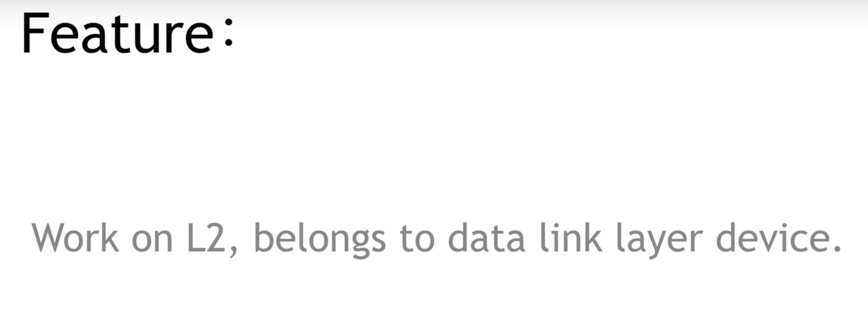 Feature：
Work on L2, belongs to data link layer device.